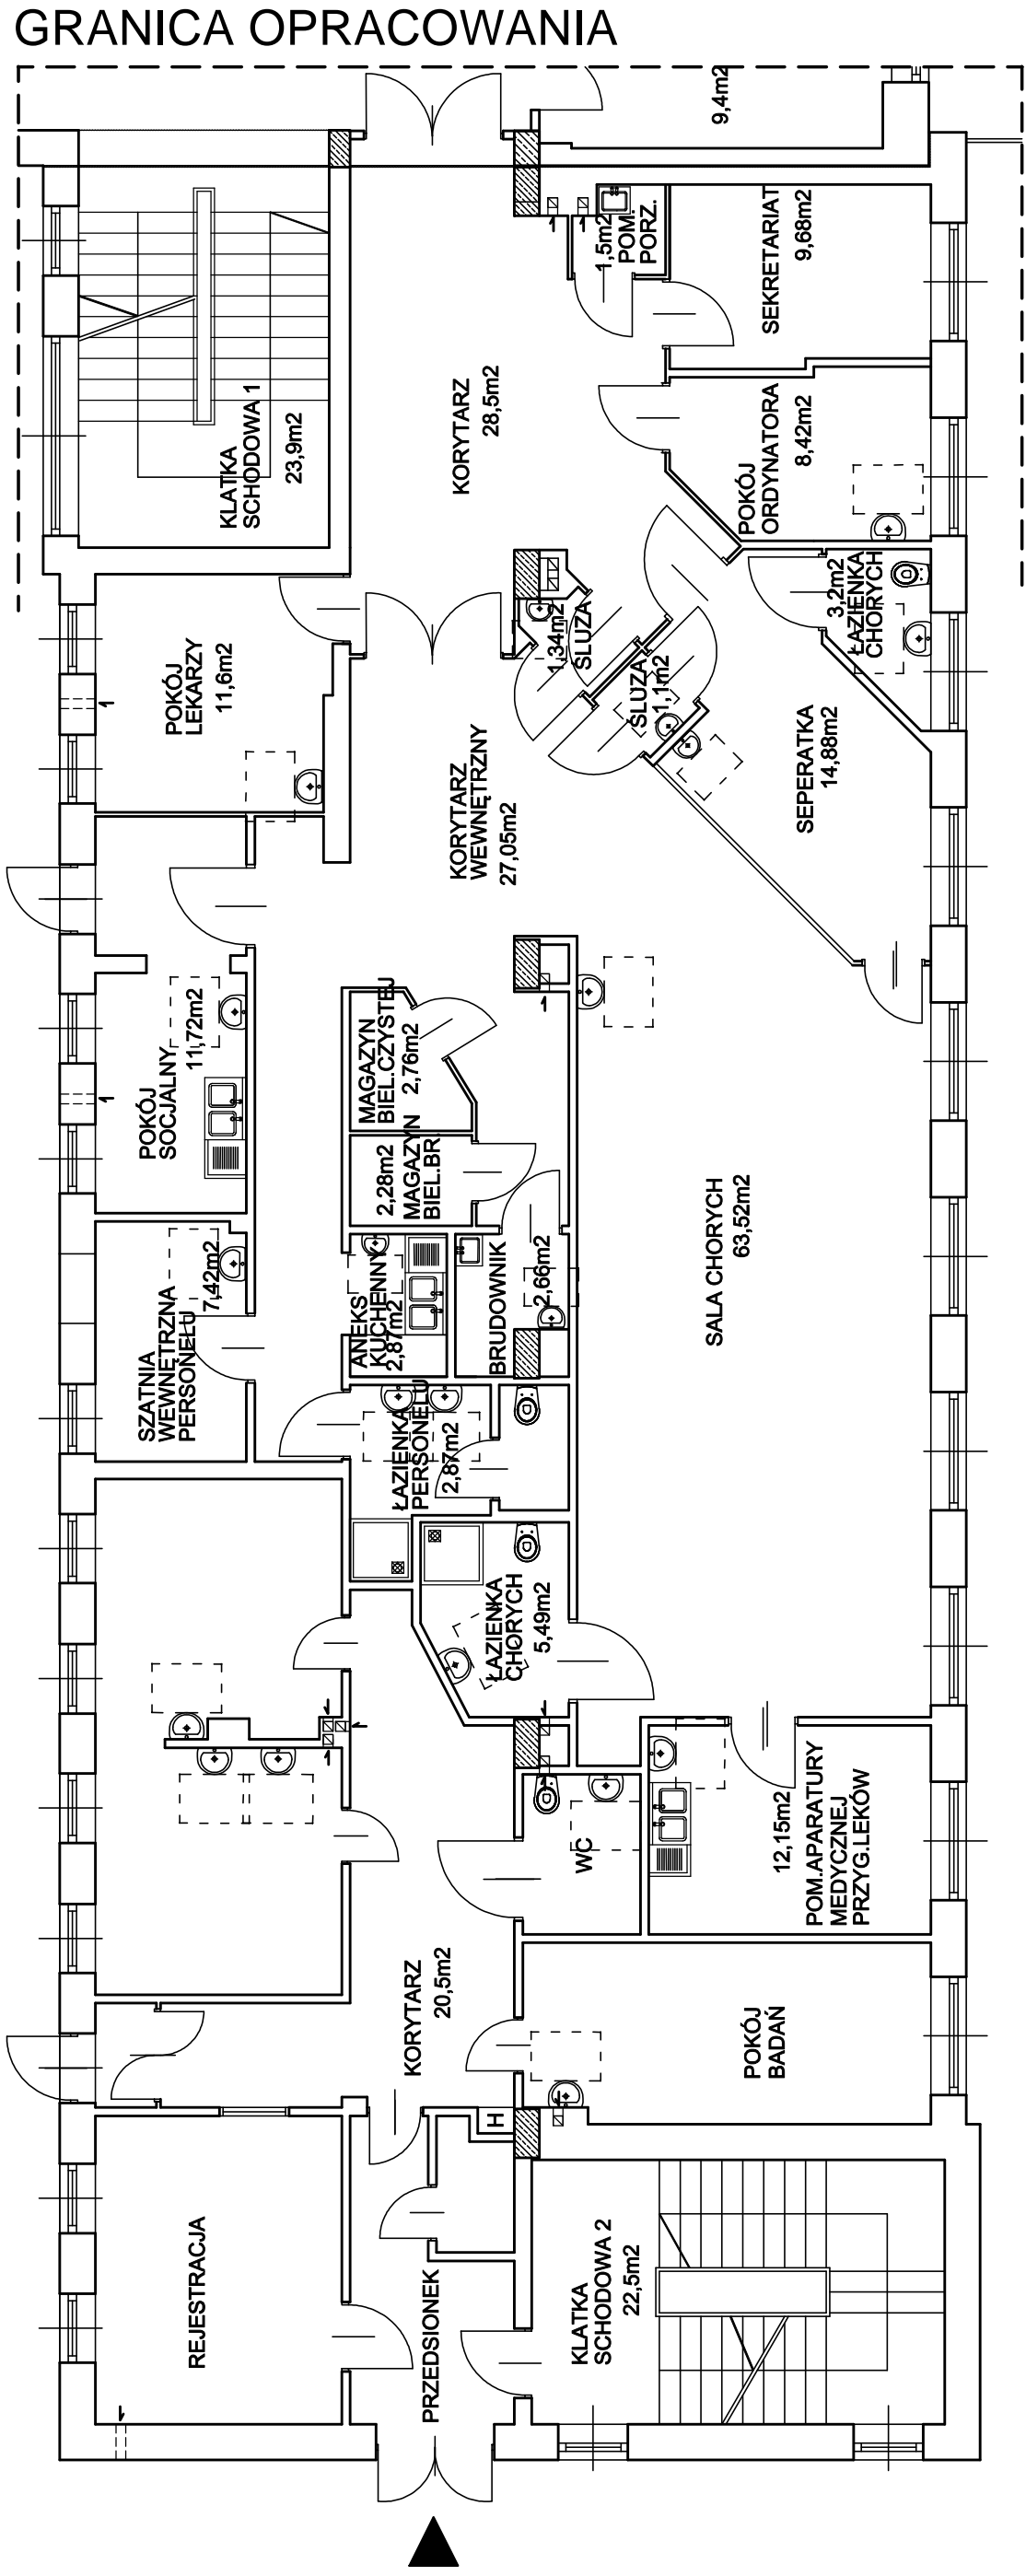 GRANICA OPRACOWANIA
9,4m2
1,5m2
POM.
PORZ.
SEKRETARIAT
9,68m2
KLATKA
SCHODOWA 1
23,9m2
KORYTARZ
28,5m2
POKÓJ
ORDYNATORA
8,42m2
POKÓJ
LEKARZY
11,6m2
1,34m2
ŚLUZA
ŚLUZA
1,1m2
3,2m2
ŁAZIENKA
CHORYCH
KORYTARZ
WEWNĘTRZNY
27,05m2
SEPERATKA
14,88m2
POKÓJ
SOCJALNY
11,72m2
MAGAZYN
BIEL.CZYSTEJ
2,76m2
2,28m2
MAGAZYN
BIEL.BR.
SALA CHORYCH
63,52m2
SZATNIA
WEWNĘTRZNA
PERSONELU
7,42m2
ANEKS
KUCHENNY
2,87m2
BRUDOWNIK
2,66m2
ŁAZIENKA
PERSONELU
2,87m2
ŁAZIENKA
CHORYCH
5,49m2
WC
12,15m2
POM.APARATURY
MEDYCZNEJ
PRZYG.LEKÓW
KORYTARZ
20,5m2
POKÓJ
BADAŃ
H
REJESTRACJA
PRZEDSIONEK
KLATKA
SCHODOWA 2
22,5m2